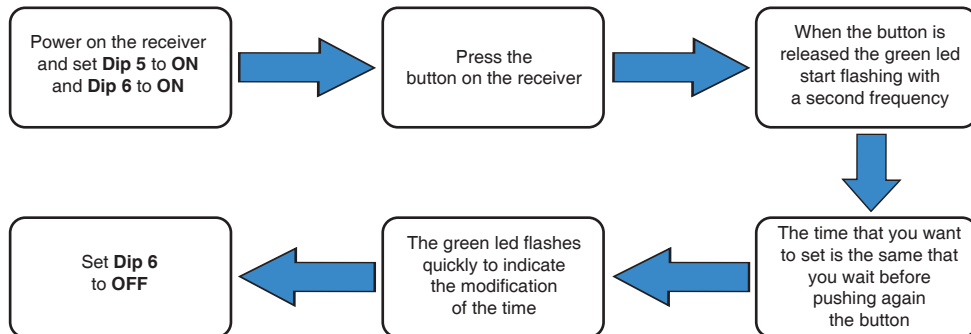 Power on the receiver
and set Dip 5 to ON
and Dip 6 to ON
Press the
button on the receiver
When the button is
released the green led
start flashing with
a second frequency
The time that you want
to set is the same that
you wait before
pushing again
the button
The green led flashes
quickly to indicate
the modification
of the time
Set Dip 6
to OFF